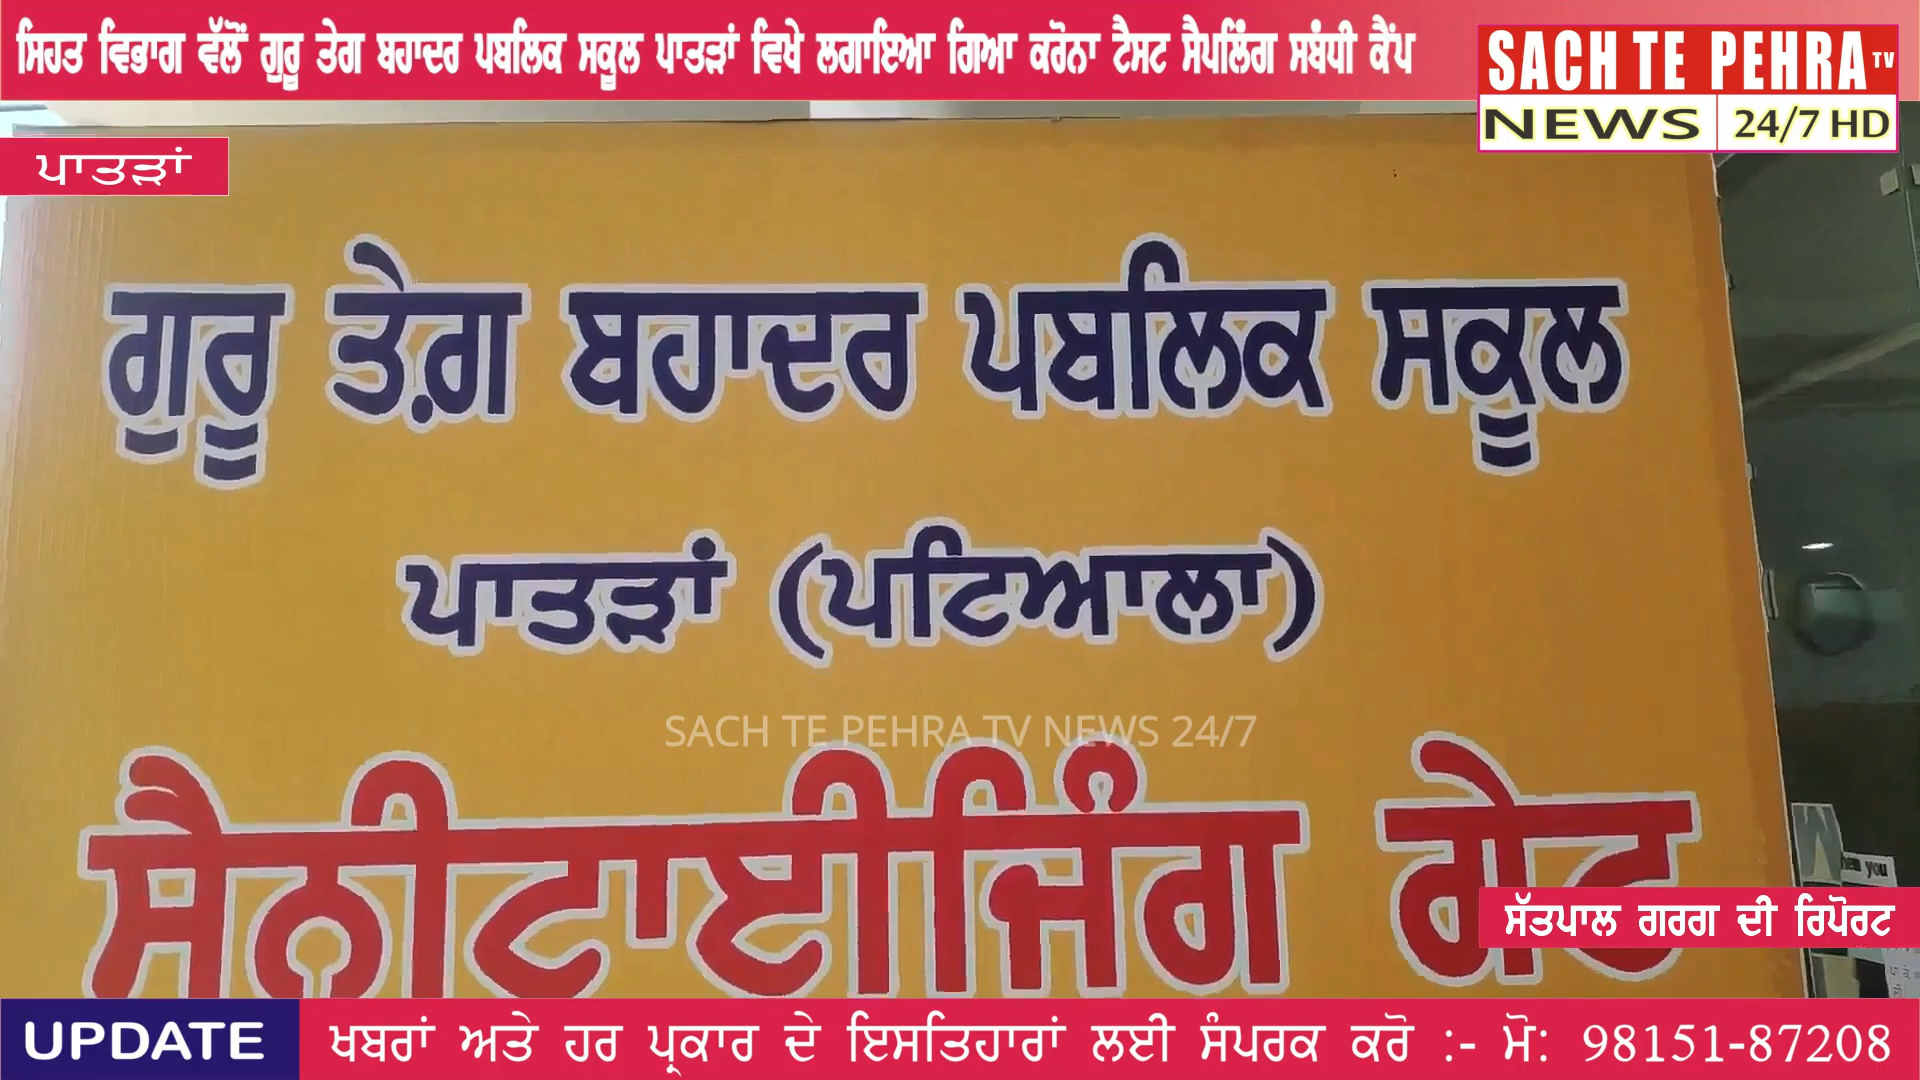 ਸਿਹਤ ਵਿਭਾਗ ਵੱਲੋਂ ਗੁਰੂ ਤੇਗ ਬਹਾਦਰ ਪਬਲਿਕ ਸਕੂਲ ਪਾਤੜਾਂ ਵਿਖੇ ਲਗਾਇਆ ਗਿਆ ਕਰੋਨਾ ਟੈਸਟ ਸੈਪਲਿੰਗ ਸਬੰਧੀ ਕੈਂਪ
SACH TE PEHRA TV
NEWS 24/7 HD
ਪਾਤੜਾਂ
ਗੁਰੂ ਤੇਗ਼ ਬਹਾਦਰ ਪਬਲਿਕ ਸਕੂਲ
ਪਾਤੜਾਂ (ਪਟਿਆਲਾ)
SACH TE PEHRA TV NEWS 24/7
ਸੈਨੀਟਾਈਜਿੰਗ ਗੇਟ
you
ਸੱਤਪਾਲ ਗਰਗ ਦੀ ਰਿਪੋਰਟ
UPDATE ਖਬਰਾਂ ਅਤੇ ਹਰ ਪ੍ਰਕਾਰ ਦੇ ਇਸਤਿਹਾਰਾਂ ਲਈ ਸੰਪਰਕ ਕਰੋ :- ਮੋ: 98151-87208